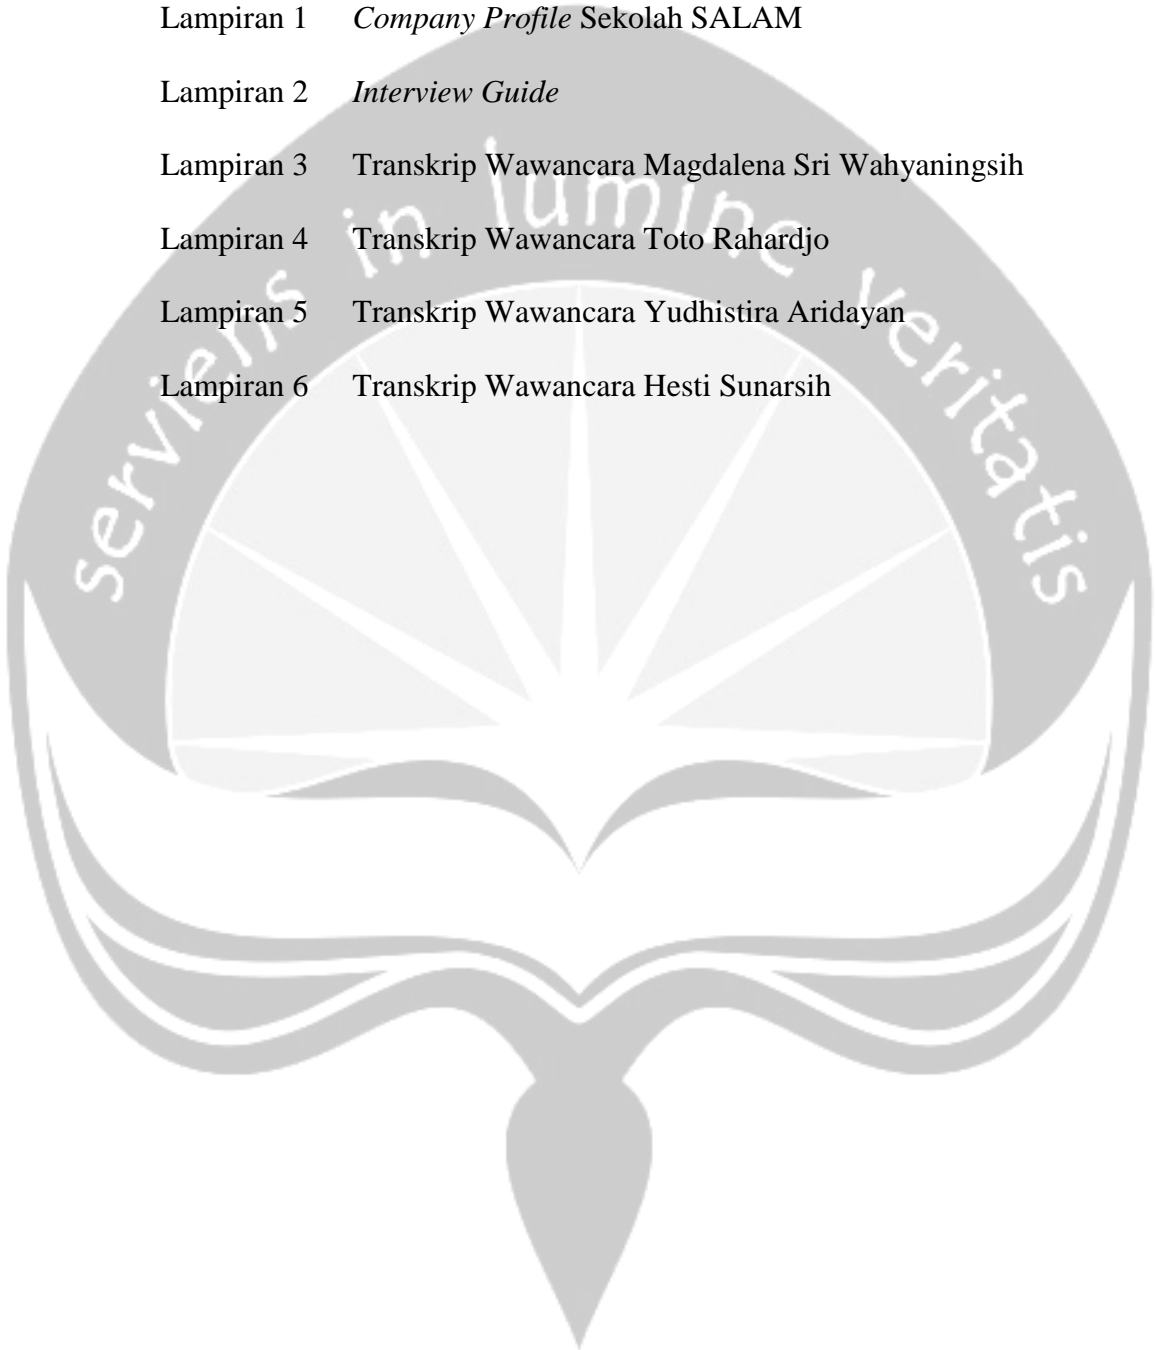 Lampiran 1 Company Profile Sekolah SALAM
Lampiran 2 Interview Guide
Lampiran 3 Transkrip Wawancara Magdalena Sri Wahyaningsih
Lampiran 4 Transkrip Wawancara Toto Rahardjo
Lampiran 5 Transkrip Wawancara Yudhistira Aridayan
Lampiran 6 Transkrip Wawancara Hesti Sunarsih
serviens in lumine veritatis